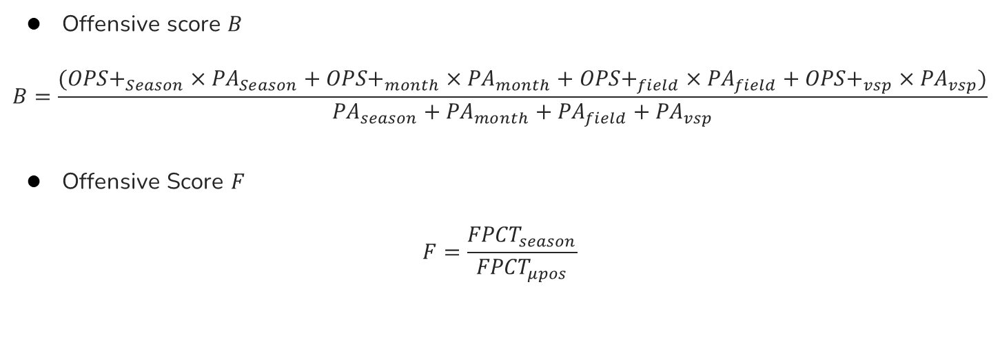 ● Offensive score B
B = (OPS+Season × PASeason + OPS+month × PAmonth + OPS+field × PAfield + OPS+vsp × PAvsp) / PAseason + PAmonth + PAfield + PAvsp
● Offensive Score F
F = FPCTseason / FPCTμpos